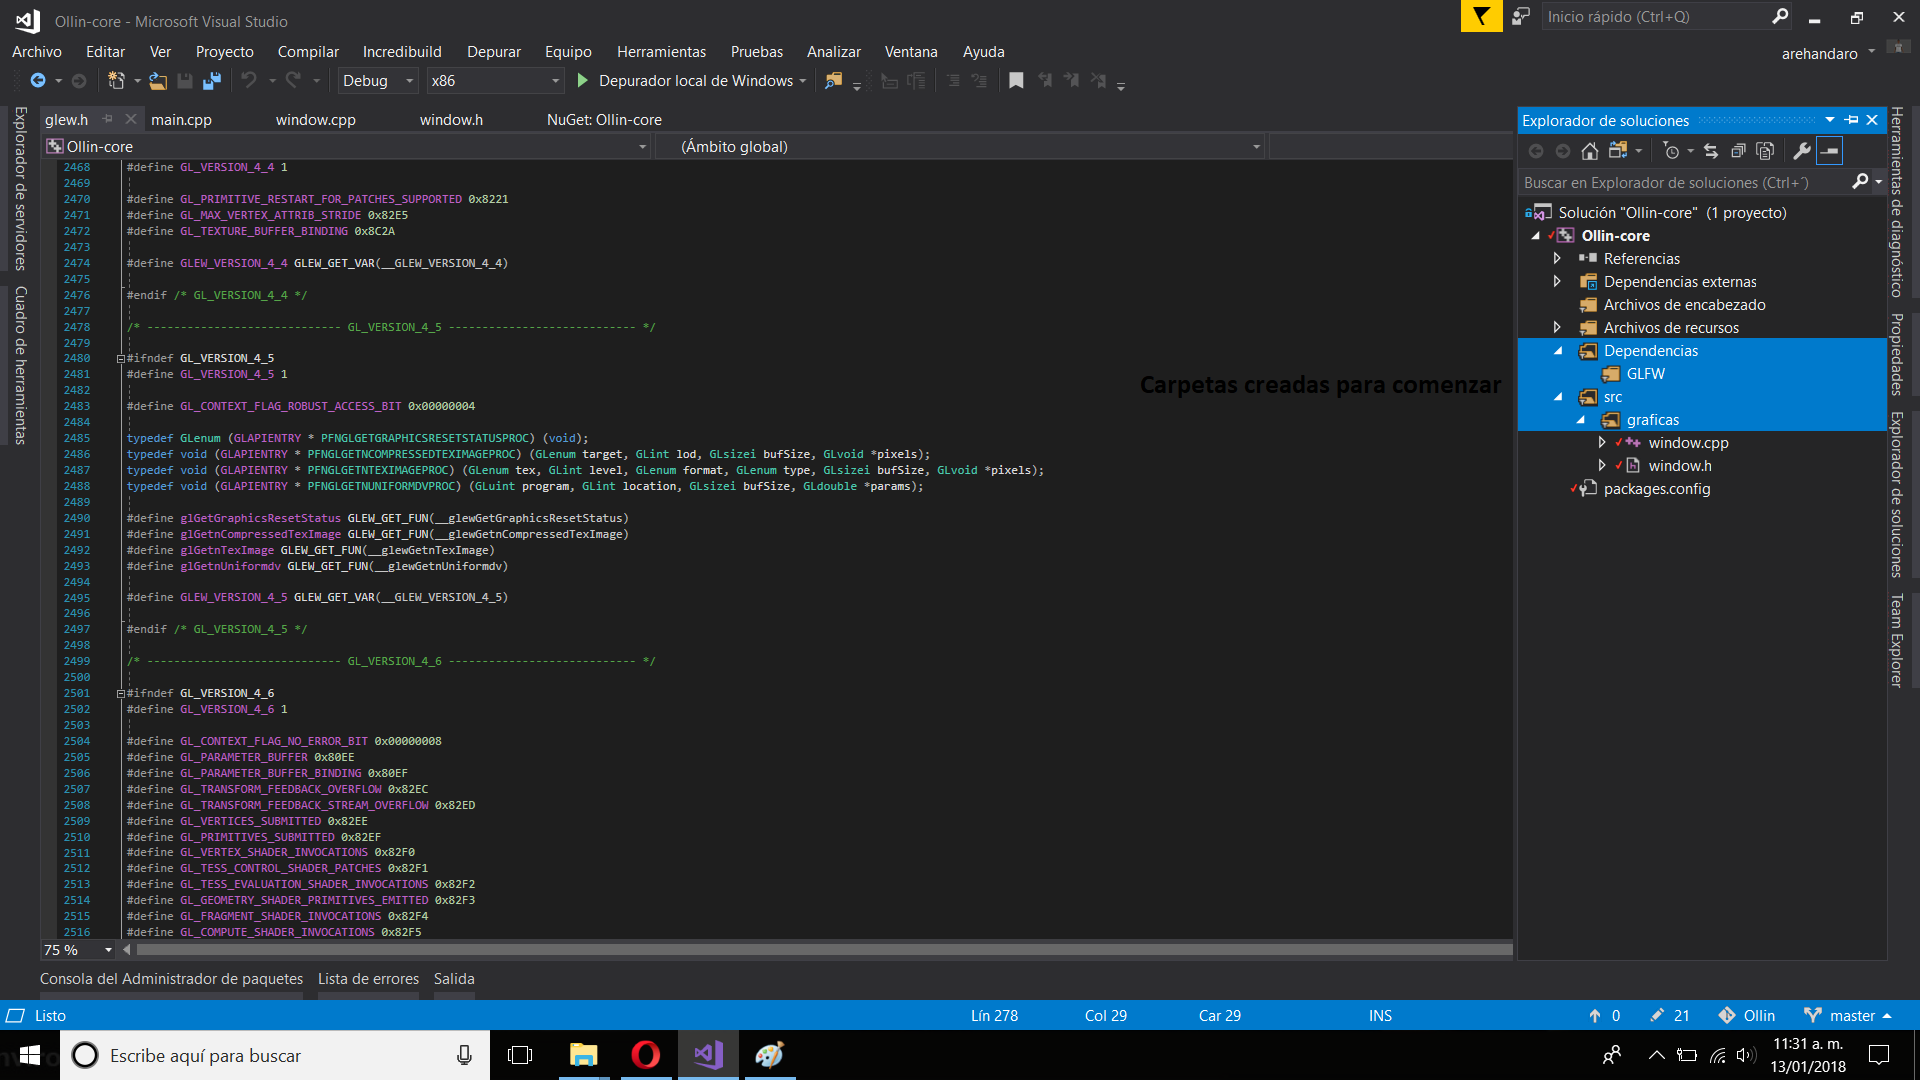 Ollin-core - Microsoft Visual Studio
Inicio rápido (Ctrl+Q)
Archivo Editar Ver Proyecto Compilar Incredibuild Depurar Equipo Herramientas Pruebas Analizar Ventana Ayuda
arehandaro
Debug x86 Depurador local de Windows
glew.h main.cpp window.cpp window.h NuGet: Ollin-core
Ollin-core (Ámbito global)
2468 #define GL_VERSION_4_4 1
2469
2470 #define GL_PRIMITIVE_RESTART_FOR_PATCHES_SUPPORTED 0x8221
2471 #define GL_MAX_VERTEX_ATTRIB_STRIDE 0x82E5
2472 #define GL_TEXTURE_BUFFER_BINDING 0x8C2A
2473
2474 #define GLEW_VERSION_4_4 GLEW_GET_VAR(__GLEW_VERSION_4_4)
2475
2476 #endif /* GL_VERSION_4_4 */
2477
2478 /* ----------------------------- GL_VERSION_4_5 ---------------------------- */
2479
2480 #ifndef GL_VERSION_4_5
2481 #define GL_VERSION_4_5 1
2482
2483 #define GL_CONTEXT_FLAG_ROBUST_ACCESS_BIT 0x00000004
2484
2485 typedef GLenum (GLAPIENTRY * PFNGLGETGRAPHICSRESETSTATUSPROC) (void);
2486 typedef void (GLAPIENTRY * PFNGLGETNCOMPRESSEDTEXIMAGEPROC) (GLenum target, GLint lod, GLsizei bufSize, GLvoid *pixels);
2487 typedef void (GLAPIENTRY * PFNGLGETNTEXIMAGEPROC) (GLenum tex, GLint level, GLenum format, GLenum type, GLsizei bufSize, GLvoid *pixels);
2488 typedef void (GLAPIENTRY * PFNGLGETNUNIFORMDVPROC) (GLuint program, GLint location, GLsizei bufSize, GLdouble *params);
2489
2490 #define glGetGraphicsResetStatus GLEW_GET_FUN(__glewGetGraphicsResetStatus)
2491 #define glGetnCompressedTexImage GLEW_GET_FUN(__glewGetnCompressedTexImage)
2492 #define glGetnTexImage GLEW_GET_FUN(__glewGetnTexImage)
2493 #define glGetnUniformdv GLEW_GET_FUN(__glewGetnUniformdv)
2494
2495 #define GLEW_VERSION_4_5 GLEW_GET_VAR(__GLEW_VERSION_4_5)
2496
2497 #endif /* GL_VERSION_4_5 */
2498
2499 /* ----------------------------- GL_VERSION_4_6 ---------------------------- */
2500
2501 #ifndef GL_VERSION_4_6
2502 #define GL_VERSION_4_6 1
2503
2504 #define GL_CONTEXT_FLAG_NO_ERROR_BIT 0x00000008
2505 #define GL_PARAMETER_BUFFER 0x80EE
2506 #define GL_PARAMETER_BUFFER_BINDING 0x80EF
2507 #define GL_TRANSFORM_FEEDBACK_OVERFLOW 0x82EC
2508 #define GL_TRANSFORM_FEEDBACK_STREAM_OVERFLOW 0x82ED
2509 #define GL_VERTICES_SUBMITTED 0x82EE
2510 #define GL_PRIMITIVES_SUBMITTED 0x82EF
2511 #define GL_VERTEX_SHADER_INVOCATIONS 0x82F0
2512 #define GL_TESS_CONTROL_SHADER_PATCHES 0x82F1
2513 #define GL_TESS_EVALUATION_SHADER_INVOCATIONS 0x82F2
2514 #define GL_GEOMETRY_SHADER_PRIMITIVES_EMITTED 0x82F3
2515 #define GL_FRAGMENT_SHADER_INVOCATIONS 0x82F4
2516 #define GL_COMPUTE_SHADER_INVOCATIONS 0x82F5
Carpetas creadas para comenzar
75 %
Explorador de servidores
Cuadro de herramientas
Explorador de soluciones
Buscar en Explorador de soluciones (Ctrl+´)
Solución "Ollin-core" (1 proyecto)
Ollin-core
Referencias
Dependencias externas
Archivos de encabezado
Archivos de recursos
Dependencias
GLFW
src
graficas
window.cpp
window.h
packages.config
Herramientas de diagnóstico
Propiedades
Explorador de soluciones
Team Explorer
Consola del Administrador de paquetes Lista de errores Salida
Listo Lín 278 Col 29 Car 29 INS 0 21 Ollin master
Escribe aquí para buscar
11:31 a. m.
13/01/2018